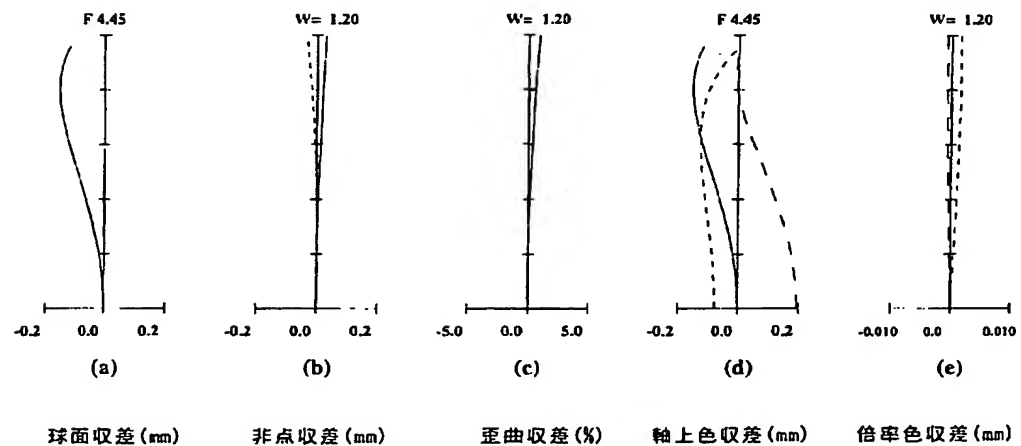 F 4.45 W= 1.20 W= 1.20 F 4.45 W= 1.20
-0.2 0.0 0.2 -0.2 0.0 0.2 -5.0 0.0 5.0 -0.2 0.0 0.2 -0.010 0.0 0.010
(a) (b) (c) (d) (e)
球面収差(mm) 非点収差(mm) 歪曲収差(%) 軸上色収差(mm) 倍率色収差(mm)